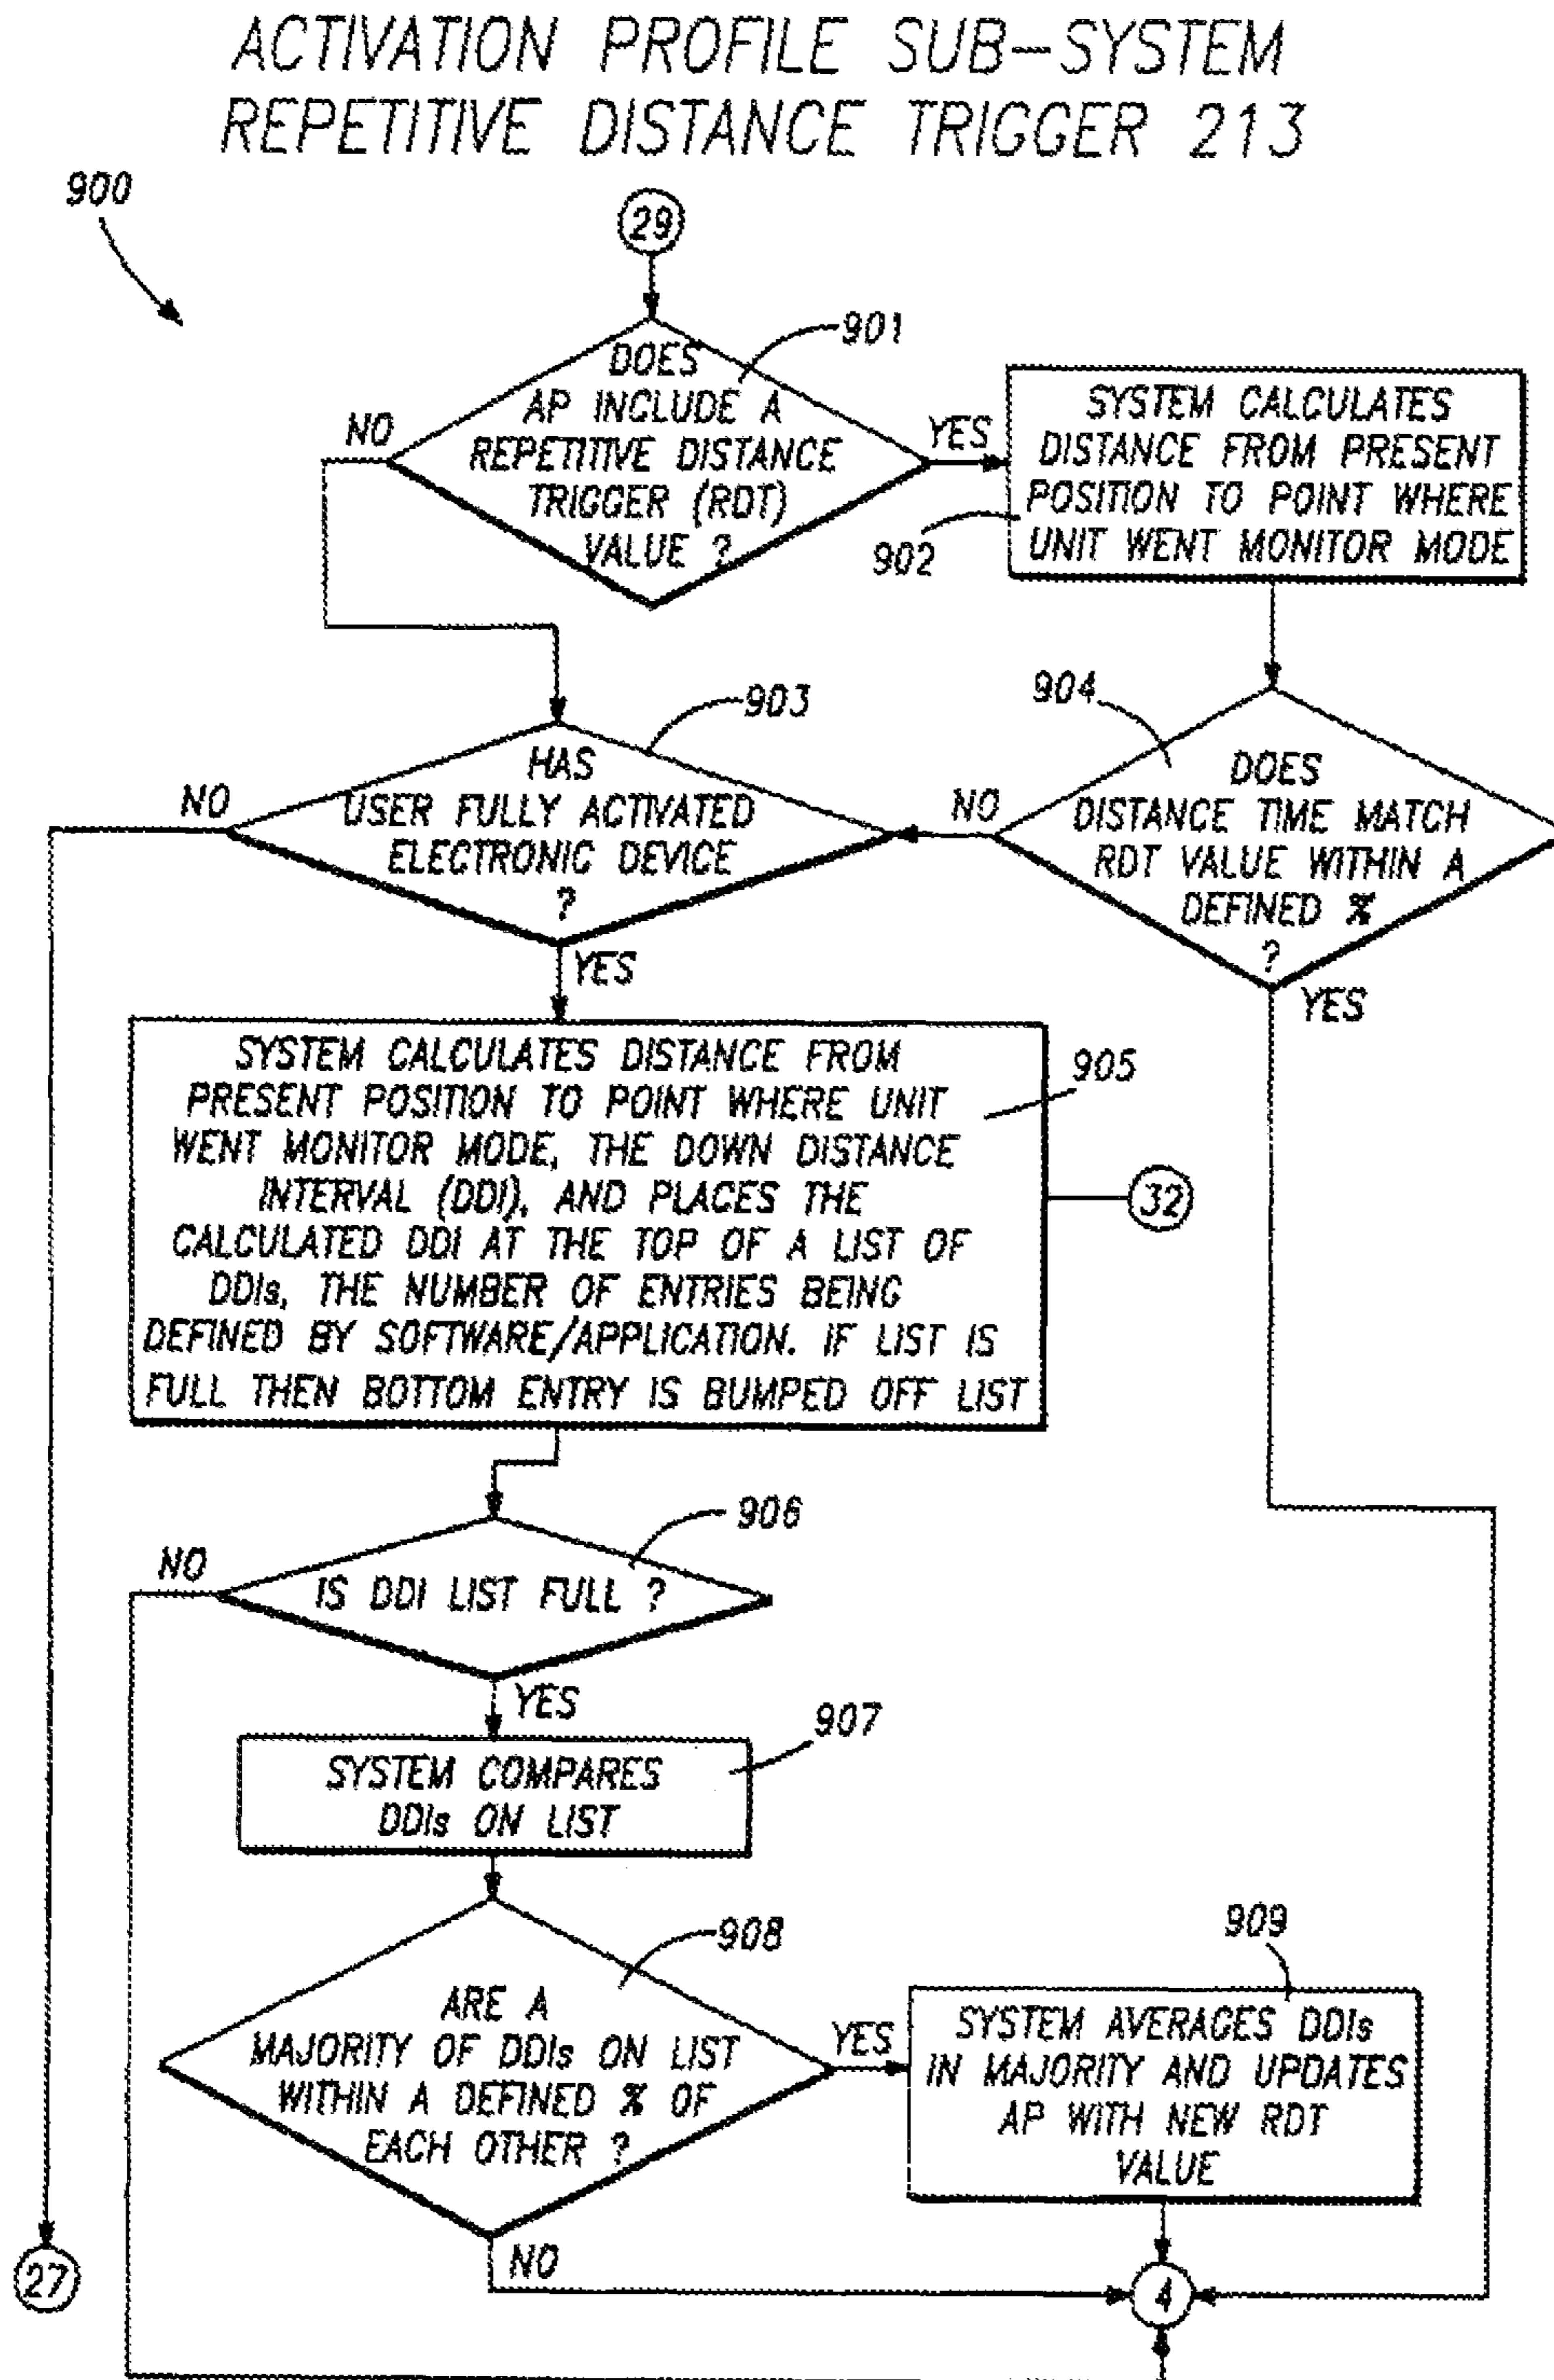 ACTIVATION PROFILE SUB-SYSTEM
REPETITIVE DISTANCE TRIGGER 213
900
29
901
DOES
AP INCLUDE A
REPETITIVE DISTANCE
TRIGGER (RDT)
VALUE ?
NO
YES
902
SYSTEM CALCULATES
DISTANCE FROM PRESENT
POSITION TO POINT WHERE
UNIT WENT MONITOR MODE
903
HAS
USER FULLY ACTIVATED
ELECTRONIC DEVICE
?
NO
YES
904
DOES
DISTANCE TIME MATCH
RDT VALUE WITHIN A
DEFINED %
?
NO
YES
SYSTEM CALCULATES DISTANCE FROM
PRESENT POSITION TO POINT WHERE UNIT
WENT MONITOR MODE, THE DOWN DISTANCE
INTERVAL (DDI), AND PLACES THE
CALCULATED DDI AT THE TOP OF A LIST OF
DDIs, THE NUMBER OF ENTRIES BEING
DEFINED BY SOFTWARE/APPLICATION. IF LIST IS
FULL THEN BOTTOM ENTRY IS BUMPED OFF LIST
905
32
906
NO
IS DDI LIST FULL ?
YES
907
SYSTEM COMPARES
DDIs ON LIST
908
ARE A
MAJORITY OF DDIs ON LIST
WITHIN A DEFINED % OF
EACH OTHER ?
YES
NO
909
SYSTEM AVERAGES DDIs
IN MAJORITY AND UPDATES
AP WITH NEW RDT
VALUE
27
4